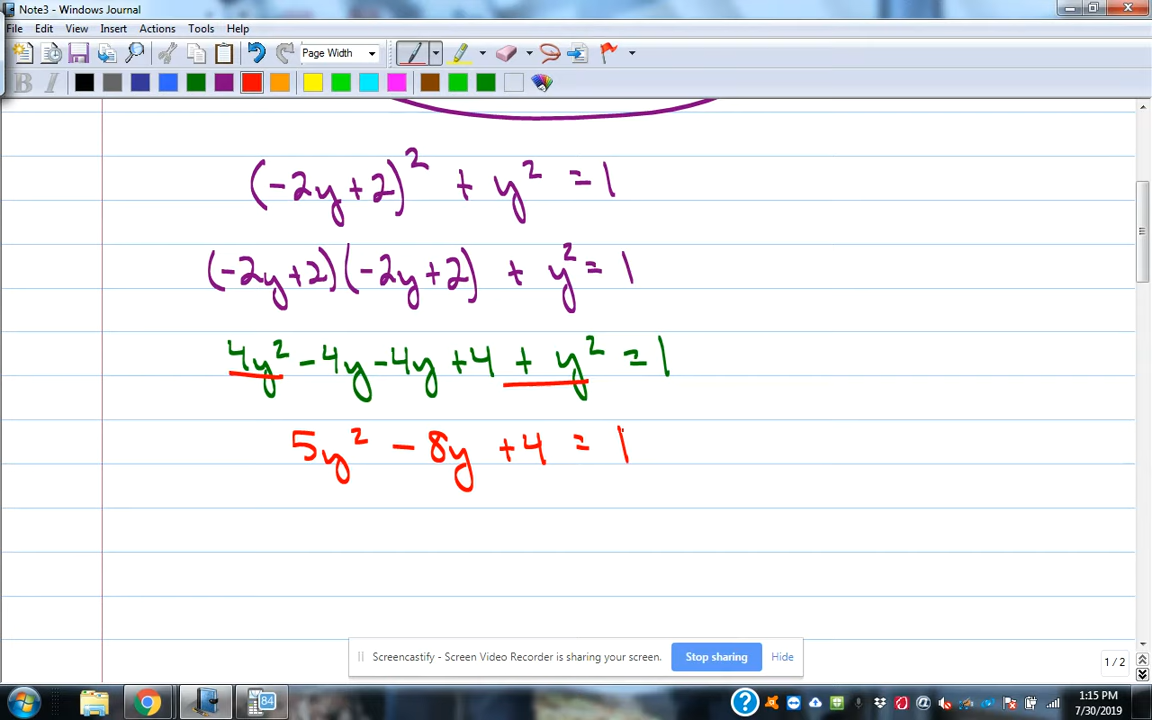 Note3 - Windows Journal
File Edit View Insert Actions Tools Help
Page Width
B I
(-2y+2)² + y² = 1
(-2y+2)(-2y+2) + y² = 1
4y² - 4y - 4y + 4 + y² = 1
5y² - 8y + 4 = 1
Screencastify - Screen Video Recorder is sharing your screen. Stop sharing Hide
1 / 2
84
1:15 PM
7/30/2019